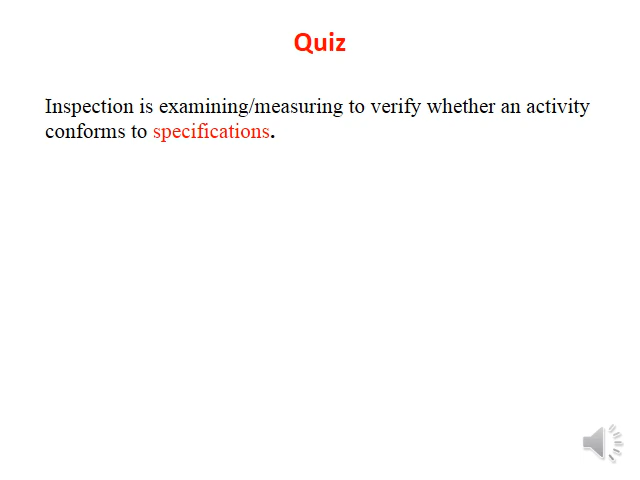 Quiz
Inspection is examining/measuring to verify whether an activity
conforms to specifications.